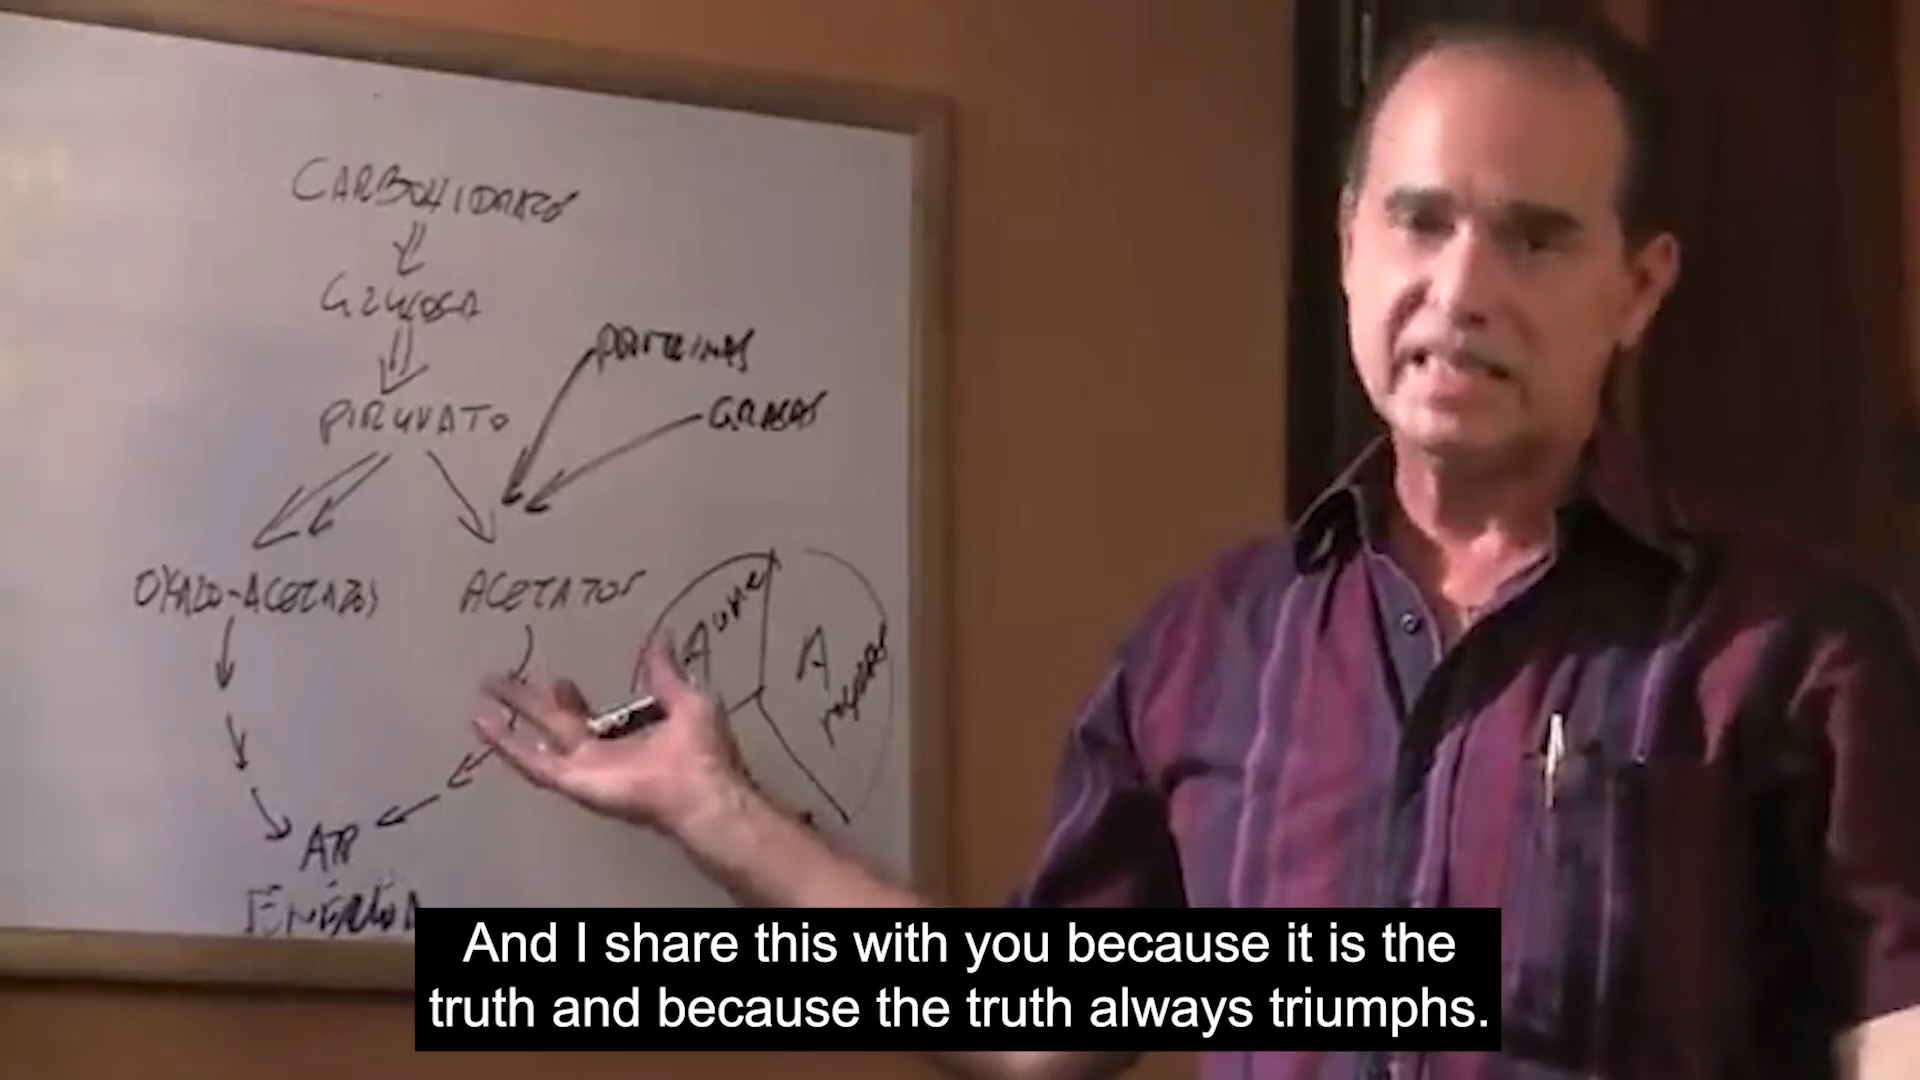 CARBOHIDRATOS
GLUCOSA
PROTEINAS
GRASAS
PIRUVATO
OXALO-ACETATOS
ACETATOS
A
A
ATP
ENERGIA
And I share this with you because it is the
truth and because the truth always triumphs.